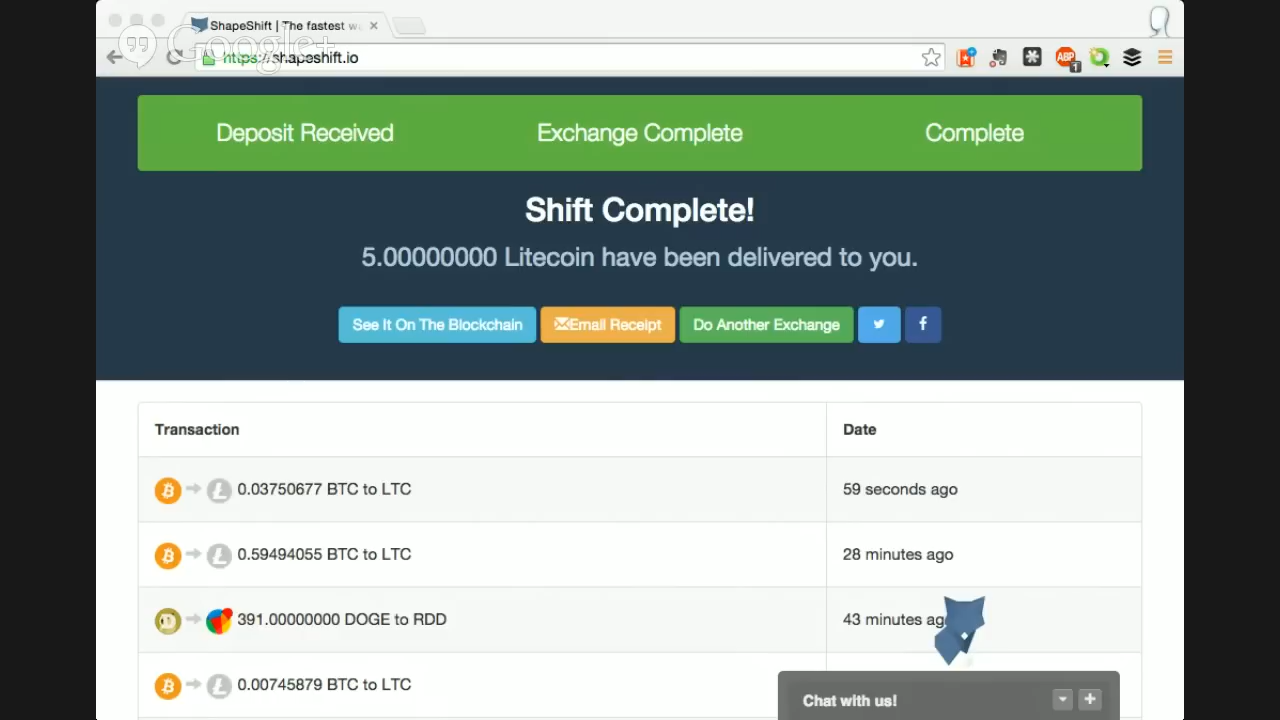 ShapeShift | The fastest w
Google+
https://shapeshift.io
ABP
1
Deposit Received Exchange Complete Complete
Shift Complete!
5.00000000 Litecoin have been delivered to you.
See It On The Blockchain Email Receipt Do Another Exchange
Transaction Date
0.03750677 BTC to LTC 59 seconds ago
0.59494055 BTC to LTC 28 minutes ago
391.00000000 DOGE to RDD 43 minutes ag
0.00745879 BTC to LTC
Chat with us!